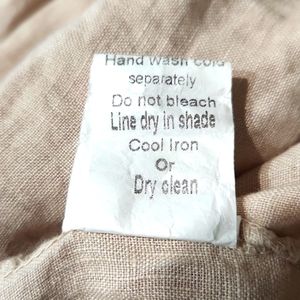 Hand wash cold
separately
Do not bleach
Line dry in shade
Cool Iron
Or
Dry clean